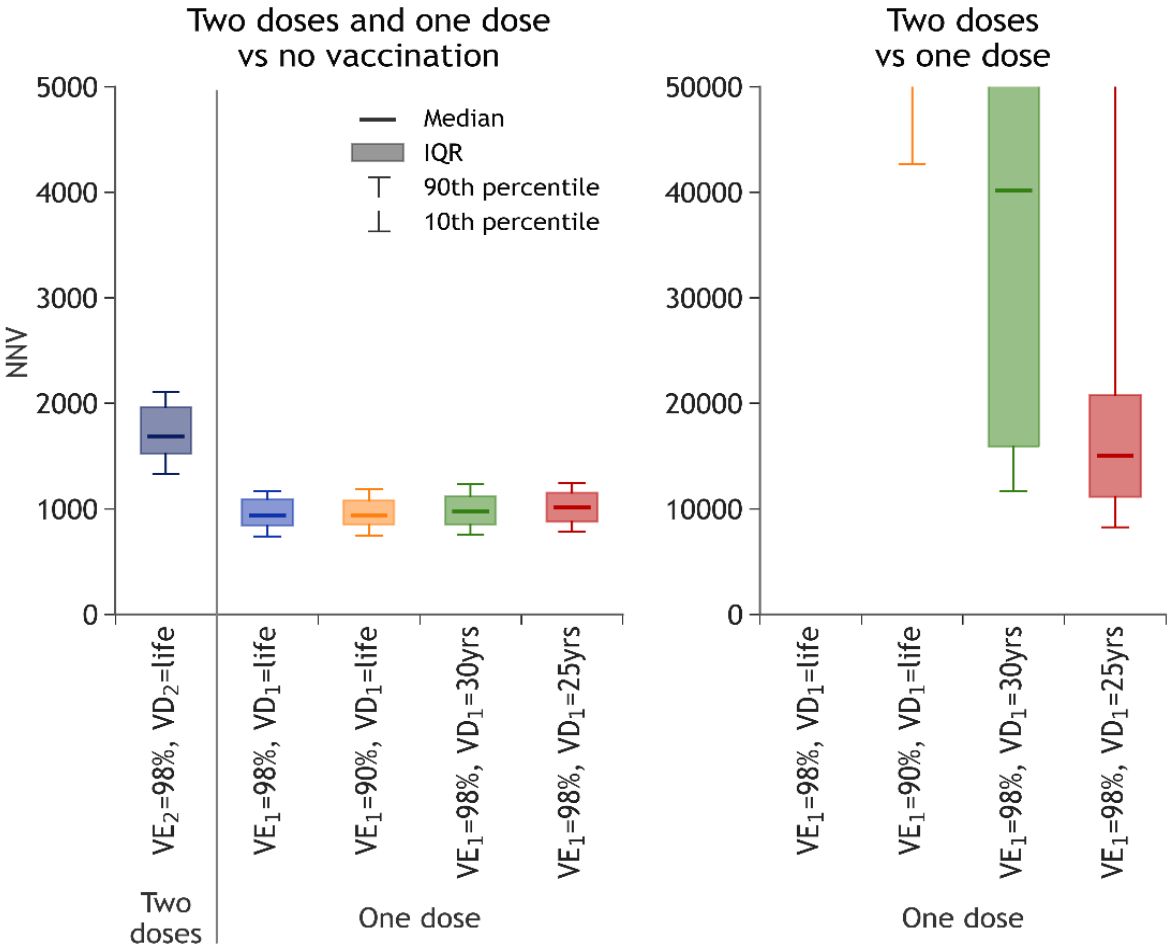 Two doses and one dose
vs no vaccination
Two doses
vs one dose
NNV
5000
4000
3000
2000
1000
0
Median
IQR
90th percentile
10th percentile
50000
40000
30000
20000
10000
0
VE₂=98%, VD₂=life
VE₁=98%, VD₁=life
VE₁=90%, VD₁=life
VE₁=98%, VD₁=30yrs
VE₁=98%, VD₁=25yrs
VE₁=98%, VD₁=life
VE₁=90%, VD₁=life
VE₁=98%, VD₁=30yrs
VE₁=98%, VD₁=25yrs
Two
doses
One dose
One dose